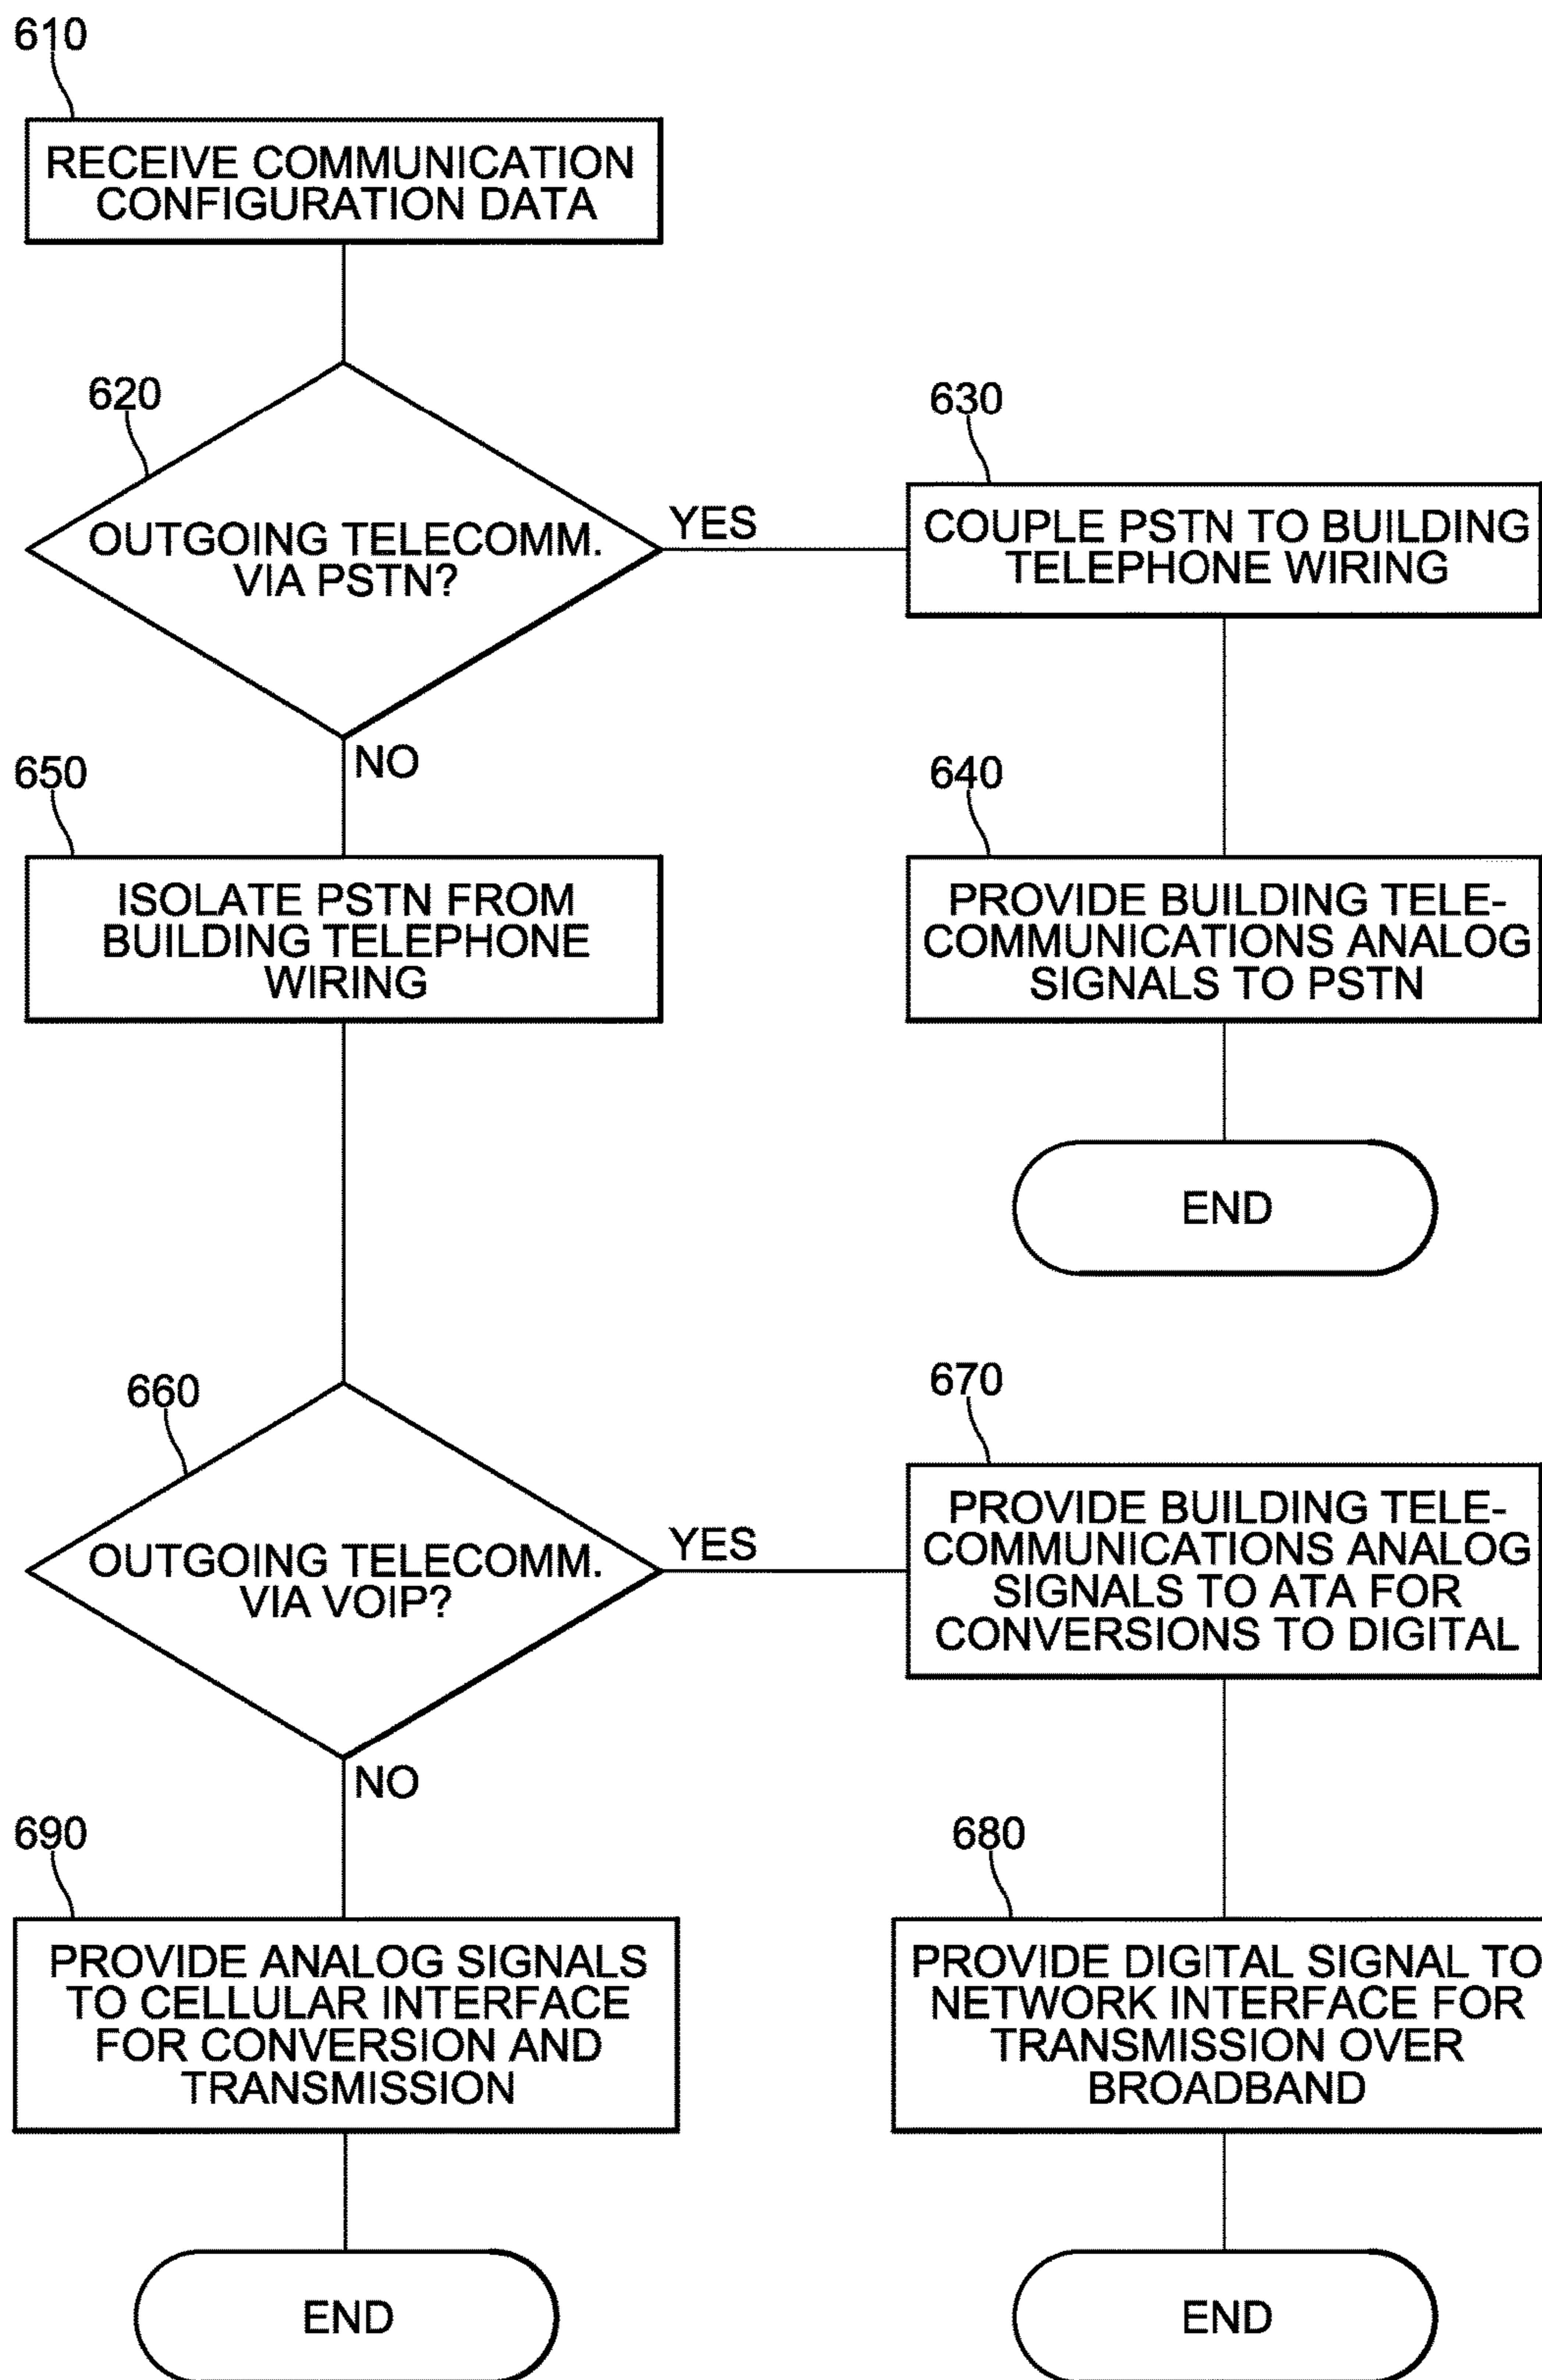 610
RECEIVE COMMUNICATION
CONFIGURATION DATA
620
OUTGOING TELECOMM.
VIA PSTN?
YES
630
COUPLE PSTN TO BUILDING
TELEPHONE WIRING
NO
650
ISOLATE PSTN FROM
BUILDING TELEPHONE
WIRING
640
PROVIDE BUILDING TELE-
COMMUNICATIONS ANALOG
SIGNALS TO PSTN
END
660
OUTGOING TELECOMM.
VIA VOIP?
YES
670
PROVIDE BUILDING TELE-
COMMUNICATIONS ANALOG
SIGNALS TO ATA FOR
CONVERSIONS TO DIGITAL
NO
690
PROVIDE ANALOG SIGNALS
TO CELLULAR INTERFACE
FOR CONVERSION AND
TRANSMISSION
END
680
PROVIDE DIGITAL SIGNAL TO
NETWORK INTERFACE FOR
TRANSMISSION OVER
BROADBAND
END